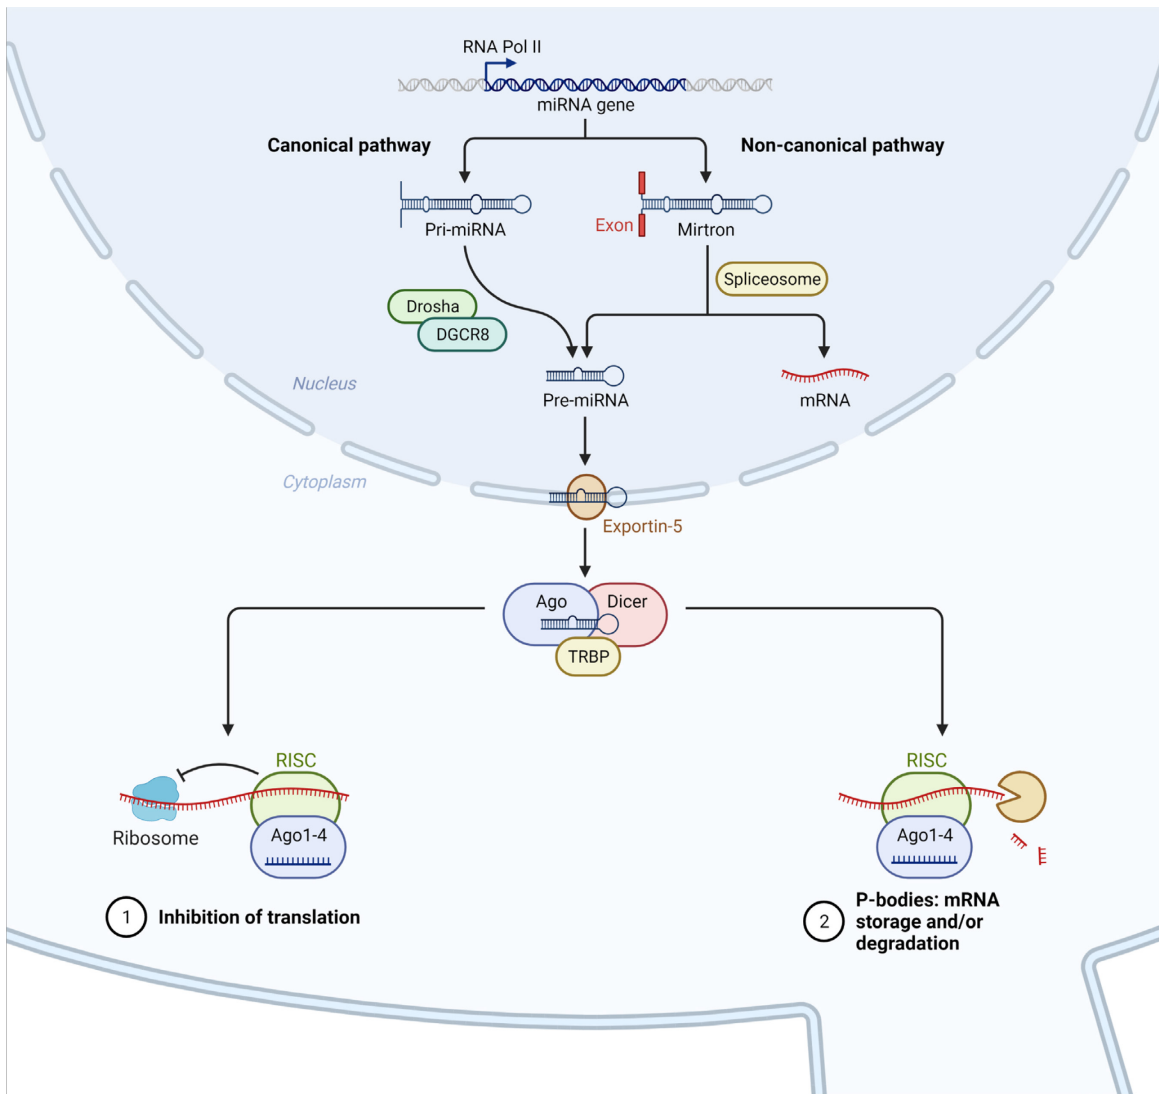 RNA Pol II
miRNA gene
Canonical pathway
Non-canonical pathway
Pri-miRNA
Exon
Mirtron
Spliceosome
Drosha
DGCR8
Nucleus
Pre-miRNA
mRNA
Cytoplasm
Exportin-5
Ago
Dicer
TRBP
RISC
Ribosome
Ago1-4
1
Inhibition of translation
RISC
Ago1-4
2
P-bodies: mRNA
storage and/or
degradation